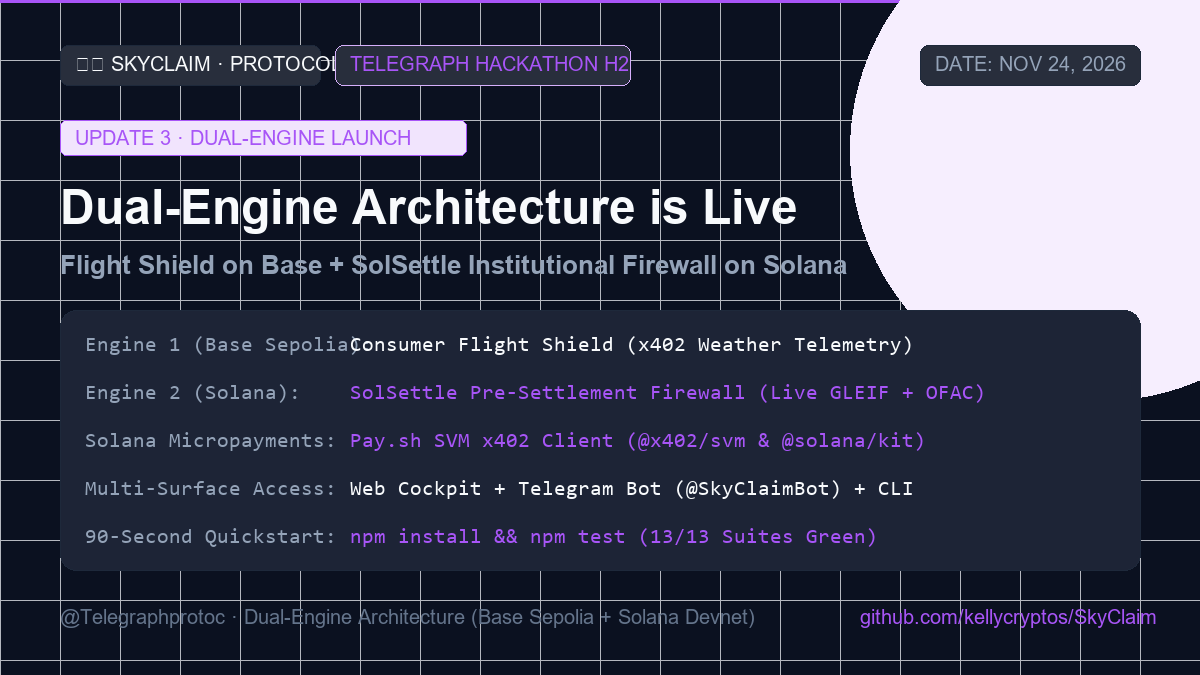 SKYCLAIM · PROTOCOL
TELEGRAPH HACKATHON H2
DATE: NOV 24, 2026
UPDATE 3 · DUAL-ENGINE LAUNCH
Dual-Engine Architecture is Live
Flight Shield on Base + SolSettle Institutional Firewall on Solana
Engine 1 (Base Sepolia) Consumer Flight Shield (x402 Weather Telemetry)
Engine 2 (Solana): SolSettle Pre-Settlement Firewall (Live GLEIF + OFAC)
Solana Micropayments: Pay.sh SVM x402 Client (@x402/svm & @solana/kit)
Multi-Surface Access: Web Cockpit + Telegram Bot (@SkyClaimBot) + CLI
90-Second Quickstart: npm install && npm test (13/13 Suites Green)
@Telegraphprotoc · Dual-Engine Architecture (Base Sepolia + Solana Devnet)
github.com/kellycryptos/SkyClaim